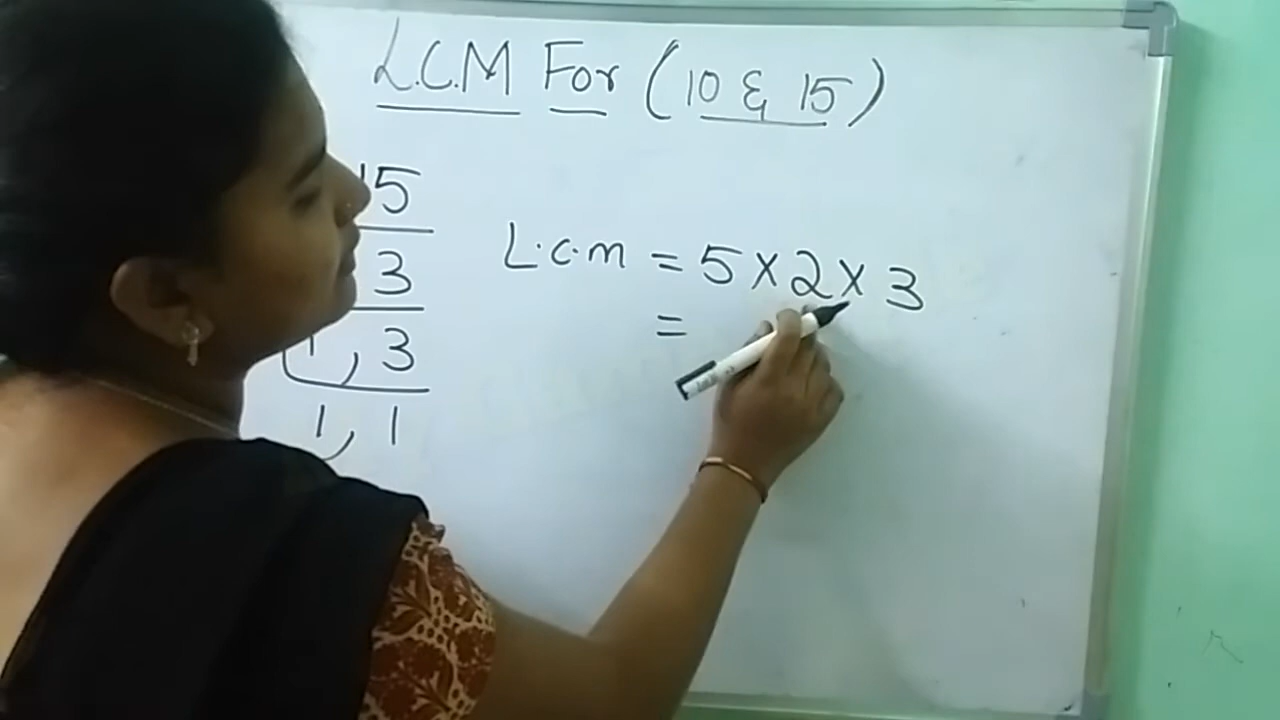 L.C.M For (10 & 15)
15
3
1, 3
1, 1
L.C.M = 5 X 2 X 3
=